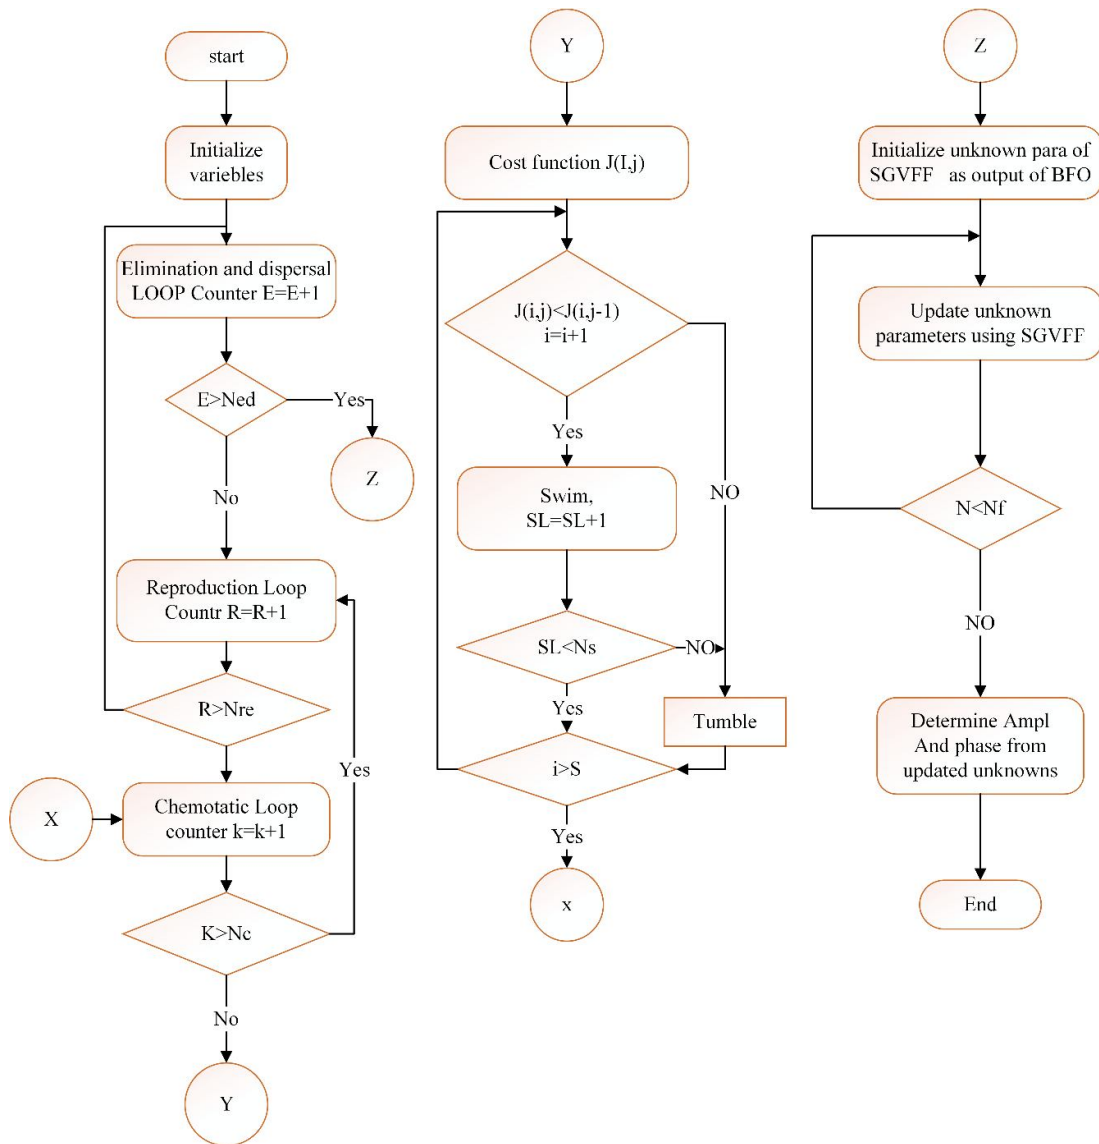 start
Initialize
variebles
Elimination and dispersal
LOOP Counter E=E+1
E>Ned
Yes
Z
No
Reproduction Loop
Countr R=R+1
R>Nre
Yes
X
Chemotatic Loop
counter k=k+1
K>Nc
No
Y
Y
Cost function J(I,j)
J(i,j)<J(i,j-1)
i=i+1
Yes
NO
Swim,
SL=SL+1
SL<Ns
NO
Yes
Tumble
i>S
Yes
x
Z
Initialize unknown para of
SGVFF as output of BFO
Update unknown
parameters using SGVFF
N<Nf
NO
Determine Ampl
And phase from
updated unknowns
End